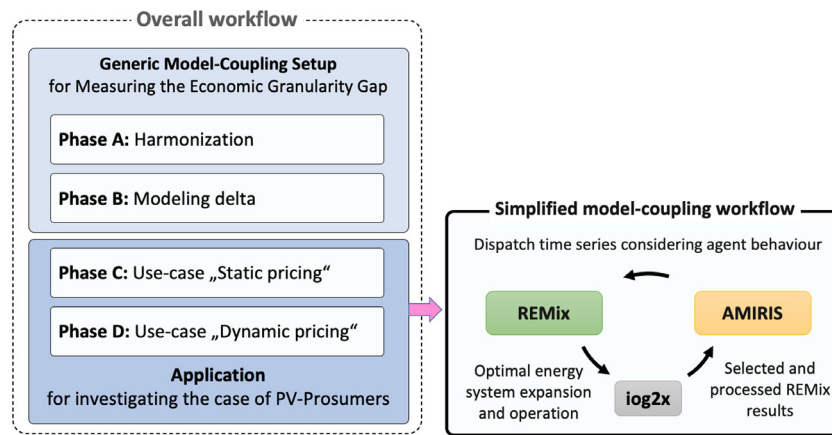 Overall workflow
Generic Model-Coupling Setup
for Measuring the Economic Granularity Gap
Phase A: Harmonization
Phase B: Modeling delta
Phase C: Use-case „Static pricing“
Phase D: Use-case „Dynamic pricing“
Application
for investigating the case of PV-Prosumers
Simplified model-coupling workflow
Dispatch time series considering agent behaviour
REMix
AMIRIS
Optimal energy
system expansion
and operation
iog2x
Selected and
processed REMix
results